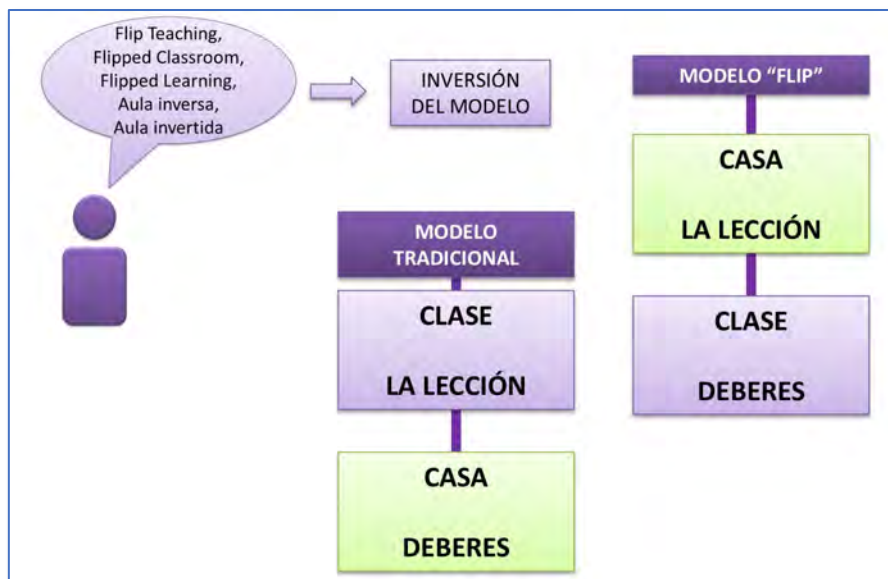 Flip Teaching,
Flipped Classroom,
Flipped Learning,
Aula inversa,
Aula invertida
INVERSIÓN
DEL MODELO
MODELO
TRADICIONAL
CLASE
LA LECCIÓN
CASA
DEBERES
MODELO “FLIP”
CASA
LA LECCIÓN
CLASE
DEBERES